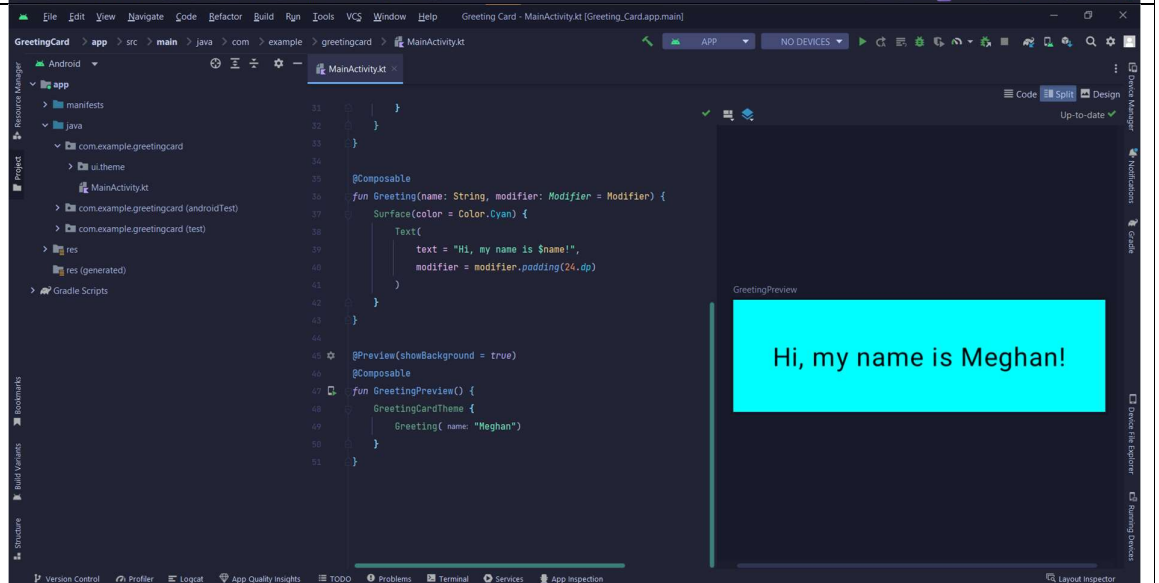 File Edit View Navigate Code Refactor Build Run Tools VCS Window Help Greeting Card - MainActivity.kt [Greeting_Card.app.main]
GreetingCard > app > src > main > java > com > example > greetingcard > MainActivity.kt APP NO DEVICES
Resource Manager
Project
Bookmarks
Build Variants
Structure
Android
app
manifests
java
com.example.greetingcard
ui.theme
MainActivity.kt
com.example.greetingcard (androidTest)
com.example.greetingcard (test)
res
res (generated)
Gradle Scripts
MainActivity.kt
Code Split Design
Up-to-date
31 }
32 }
33 }
34
35 @Composable
36 fun Greeting(name: String, modifier: Modifier = Modifier) {
37 Surface(color = Color.Cyan) {
38 Text(
39 text = "Hi, my name is $name!",
40 modifier = modifier.padding(24.dp)
41 )
42 }
43 }
44
45 @Preview(showBackground = true)
46 @Composable
47 fun GreetingPreview() {
48 GreetingCardTheme {
49 Greeting( name: "Meghan")
50 }
51 }
GreetingPreview
Hi, my name is Meghan!
Device Manager
Notifications
Gradle
Device File Explorer
Running Devices
Version Control Profiler Logcat App Quality Insights TODO Problems Terminal Services App Inspection Layout Inspector